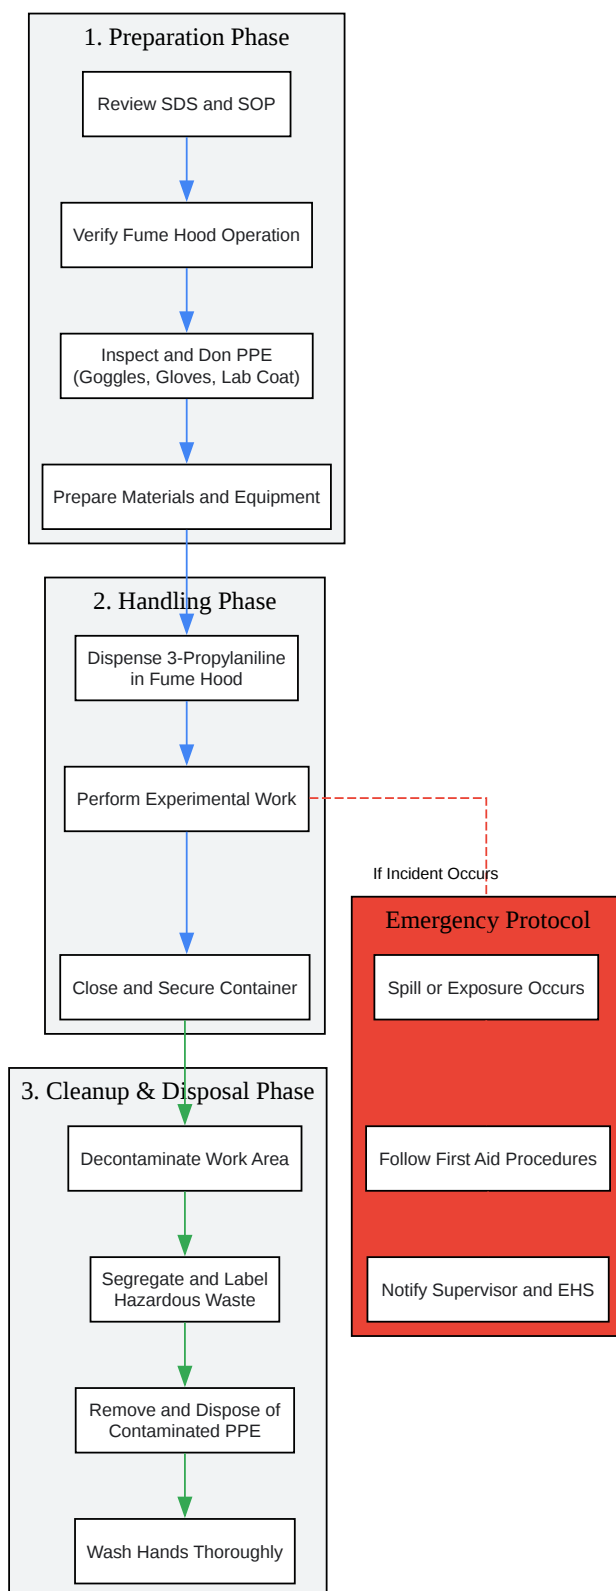 1. Preparation Phase
Review SDS and SOP
Verify Fume Hood Operation
Inspect and Don PPE
(Goggles, Gloves, Lab Coat)
Prepare Materials and Equipment
2. Handling Phase
Dispense 3-Propylaniline
in Fume Hood
Perform Experimental Work
If Incident Occurs
Close and Secure Container
Emergency Protocol
Spill or Exposure Occurs
Follow First Aid Procedures
Notify Supervisor and EHS
3. Cleanup & Disposal Phase
Decontaminate Work Area
Segregate and Label
Hazardous Waste
Remove and Dispose of
Contaminated PPE
Wash Hands Thoroughly